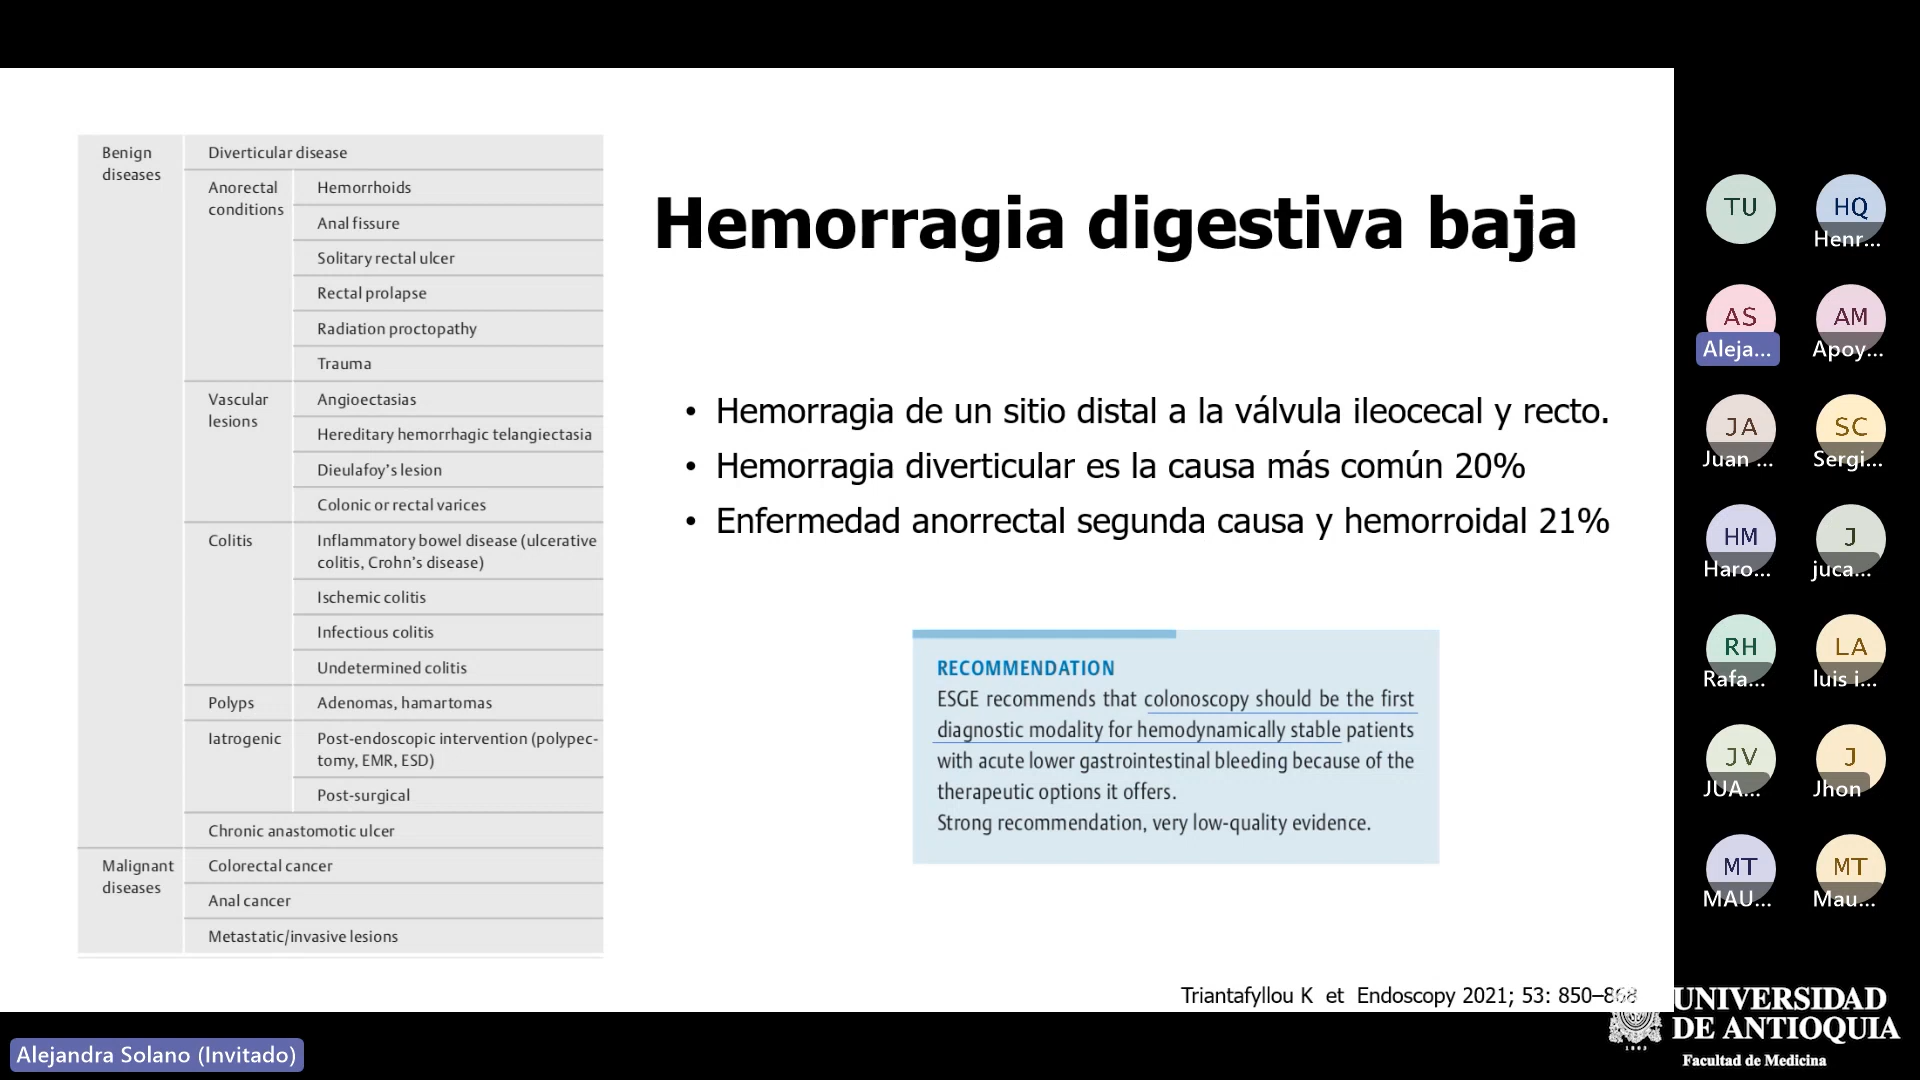 Benign
diseases
Diverticular disease
Anorectal
conditions
Hemorrhoids
Anal fissure
Solitary rectal ulcer
Rectal prolapse
Radiation proctopathy
Trauma
Vascular
lesions
Angioectasias
Hereditary hemorrhagic telangiectasia
Dieulafoy's lesion
Colonic or rectal varices
Colitis
Inflammatory bowel disease (ulcerative
colitis, Crohn's disease)
Ischemic colitis
Infectious colitis
Undetermined colitis
Polyps
Adenomas, hamartomas
Iatrogenic
Post-endoscopic intervention (polypec-
tomy, EMR, ESD)
Post-surgical
Chronic anastomotic ulcer
Malignant
diseases
Colorectal cancer
Anal cancer
Metastatic/invasive lesions
Hemorragia digestiva baja
• Hemorragia de un sitio distal a la válvula ileocecal y recto.
• Hemorragia diverticular es la causa más común 20%
• Enfermedad anorrectal segunda causa y hemorroidal 21%
RECOMMENDATION
ESGE recommends that colonoscopy should be the first
diagnostic modality for hemodynamically stable patients
with acute lower gastrointestinal bleeding because of the
therapeutic options it offers.
Strong recommendation, very low-quality evidence.
Triantafyllou K et Endoscopy 2021; 53: 850–868
TU
HQ
Henr...
AS
Aleja...
AM
Apoy...
JA
Juan ...
SC
Sergi...
HM
Haro...
J
juca...
RH
Rafa...
LA
luis i...
JV
JUA...
J
Jhon
MT
MAU...
MT
Mau...
UNIVERSIDAD
DE ANTIOQUIA
1803
Facultad de Medicina
Alejandra Solano (Invitado)